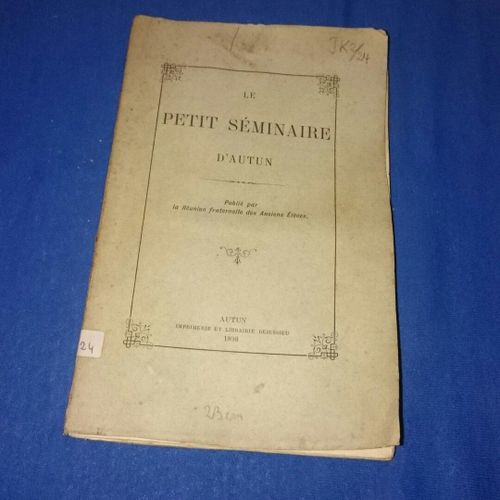 LE
PETIT SÉMINAIRE
D'AUTUN
Publié par
la Réunion fraternelle des Anciens Élèves.
AUTUN
IMPRIMERIE ET LIBRAIRIE DEJUSSIEU
24